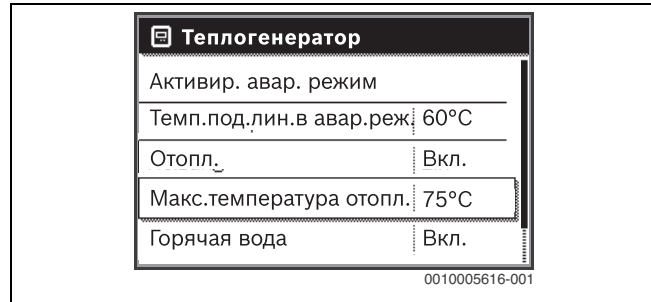 Теплогенератор
Активир. авар. режим
Темп.под.лин.в авар.реж. 60°C
Отопл. Вкл.
Макс.температура отопл. 75°C
Горячая вода Вкл.
0010005616-001